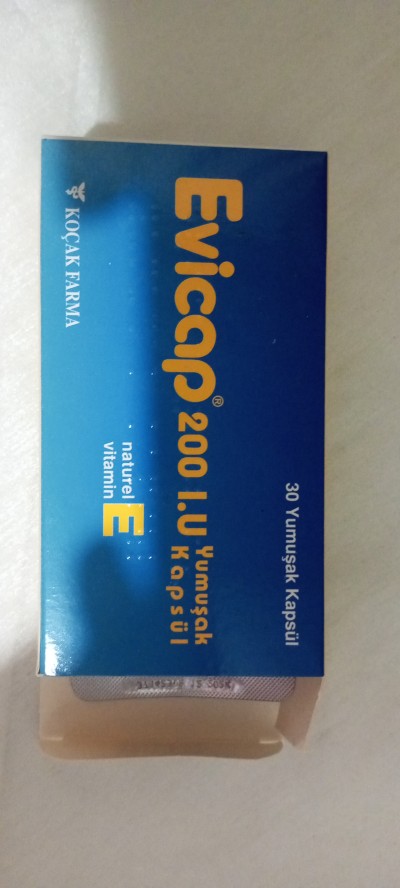 30 Yumuşak Kapsül
Evicap® 200 I.U Yumuşak
Kapsül
naturel E
vitamin
KOÇAK FARMA